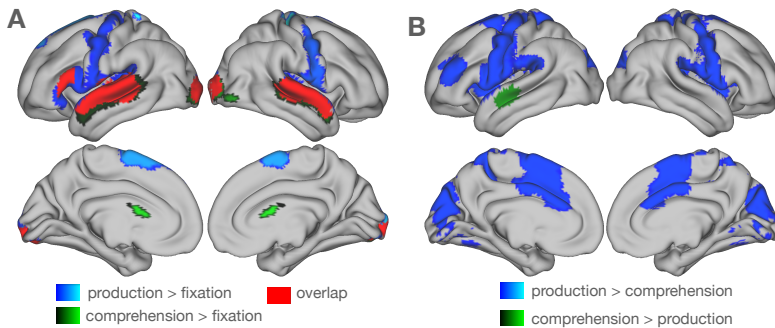 A
B
production > fixation
overlap
comprehension > fixation
production > comprehension
comprehension > production